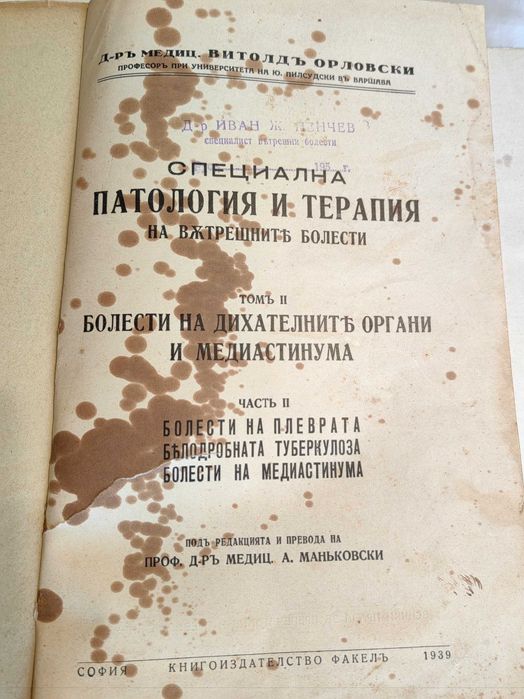 Д-РЪ МЕДИЦ. ВИТОЛДЪ ОРЛОВСКИ
ПРОФЕСОРЪ ПРИ УНИВЕРСИТЕТА НА Ю. ПИЛСУДСКИ ВЪ ВАРШАВА
Д-р ИВАН Ж. ПЕНЧЕВ
специалист вътрешни болести
195 г.
СПЕЦИАЛНА
ПАТОЛОГИЯ И ТЕРАПИЯ
НА ВѪТРЕШНИТѢ БОЛЕСТИ
ТОМЪ II
БОЛЕСТИ НА ДИХАТЕЛНИТѢ ОРГАНИ
И МЕДИАСТИНУМА
ЧАСТЬ II
БОЛЕСТИ НА ПЛЕВРАТА
БѢЛОДРОБНАТА ТУБЕРКУЛОЗА
БОЛЕСТИ НА МЕДИАСТИНУМА
ПОДЪ РЕДАКЦИЯТА И ПРЕВОДА НА
ПРОФ. Д-РЪ МЕДИЦ. А. МАНЬКОВСКИ
СОФИЯ КНИГОИЗДАТЕЛСТВО ФАКЕЛЪ 1939